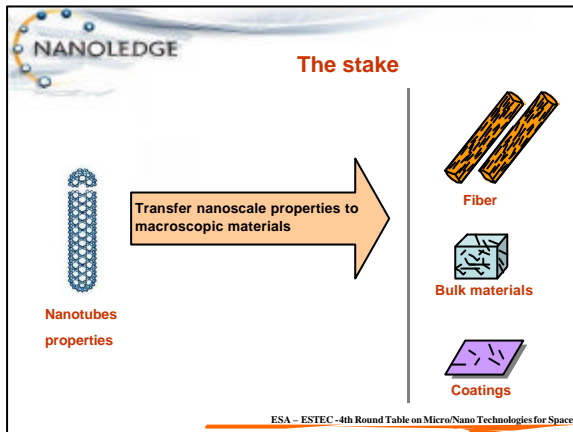 NANOLEDGE
The stake
Transfer nanoscale properties to
macroscopic materials
Nanotubes
properties
Fiber
Bulk materials
Coatings
ESA – ESTEC -4th Round Table on Micro/Nano Technologies for Space